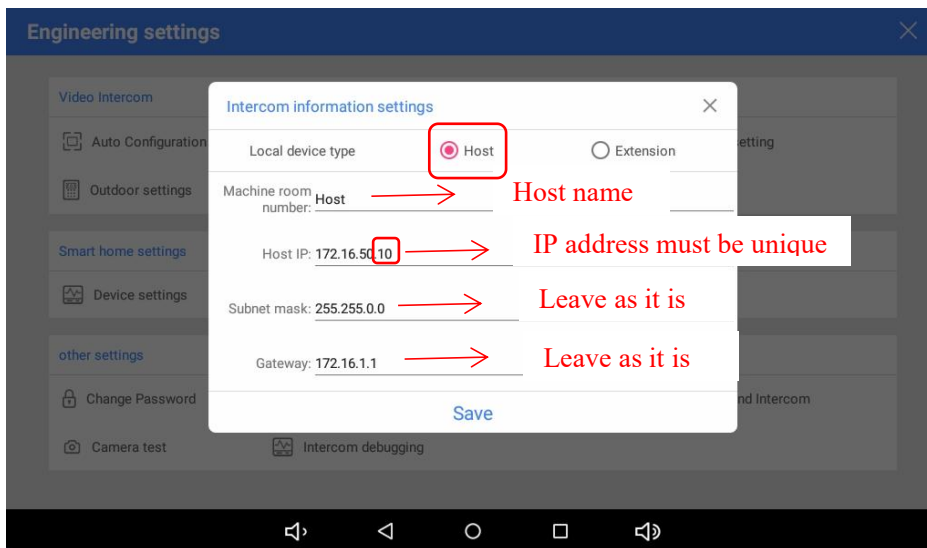 Engineering settings
Video Intercom
Intercom information settings
Auto Configuration
Local device type
Host
Extension
etting
Outdoor settings
Machine room number:
Host
Host name
Smart home settings
Host IP: 172.16.50.10
IP address must be unique
Device settings
Subnet mask: 255.255.0.0
Leave as it is
other settings
Gateway: 172.16.1.1
Leave as it is
Change Password
Save
nd Intercom
Camera test
Intercom debugging